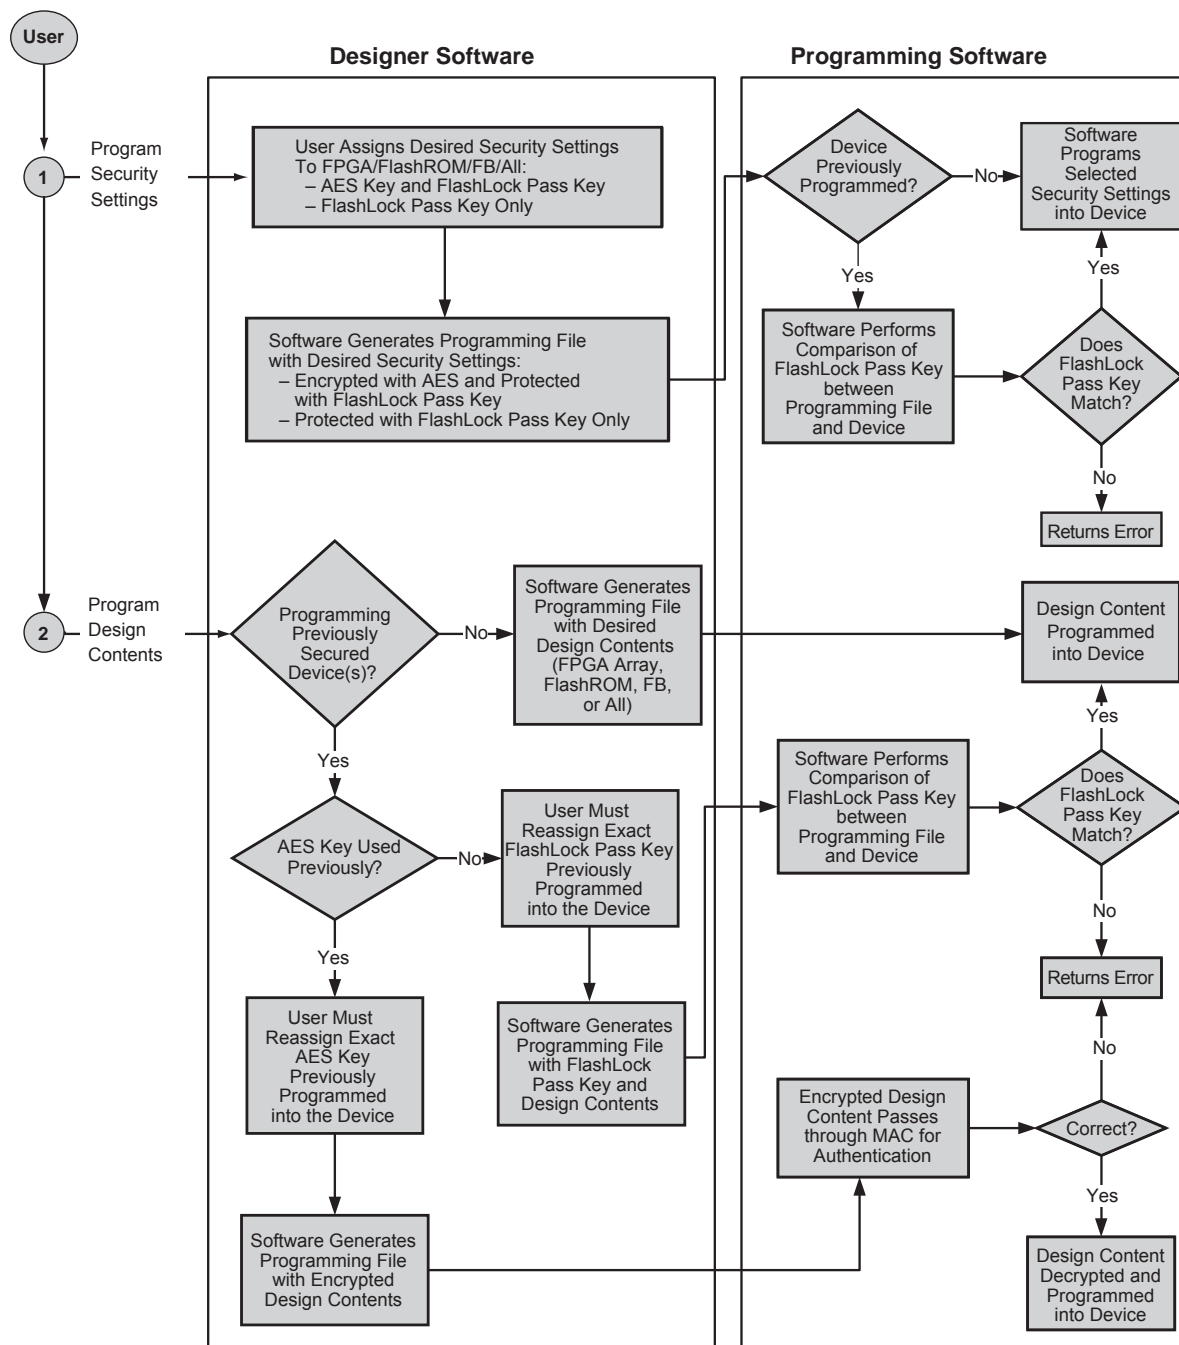 User
Designer Software
Programming Software
1
Program
Security
Settings
User Assigns Desired Security Settings
To FPGA/FlashROM/FB/All:
– AES Key and FlashLock Pass Key
– FlashLock Pass Key Only
Software Generates Programming File
with Desired Security Settings:
– Encrypted with AES and Protected
with FlashLock Pass Key
– Protected with FlashLock Pass Key Only
Device
Previously
Programmed?
No
Software
Programs
Selected
Security Settings
into Device
Yes
Yes
Software Performs
Comparison of
FlashLock Pass Key
between
Programming File
and Device
Does
FlashLock
Pass Key
Match?
No
Returns Error
2
Program
Design
Contents
Programming
Previously
Secured
Device(s)?
No
Software Generates
Programming File
with Desired
Design Contents
(FPGA Array,
FlashROM, FB,
or All)
Design Content
Programmed
into Device
Yes
Yes
AES Key Used
Previously?
No
User Must
Reassign Exact
FlashLock Pass Key
Previously
Programmed
into the Device
Software Performs
Comparison of
FlashLock Pass Key
between
Programming File
and Device
Does
FlashLock
Pass Key
Match?
No
Returns Error
Yes
User Must
Reassign Exact
AES Key
Previously
Programmed
into the Device
Software Generates
Programming File
with FlashLock
Pass Key and
Design Contents
No
Encrypted Design
Content Passes
through MAC for
Authentication
Correct?
Yes
Software Generates
Programming File
with Encrypted
Design Contents
Design Content
Decrypted and
Programmed
into Device